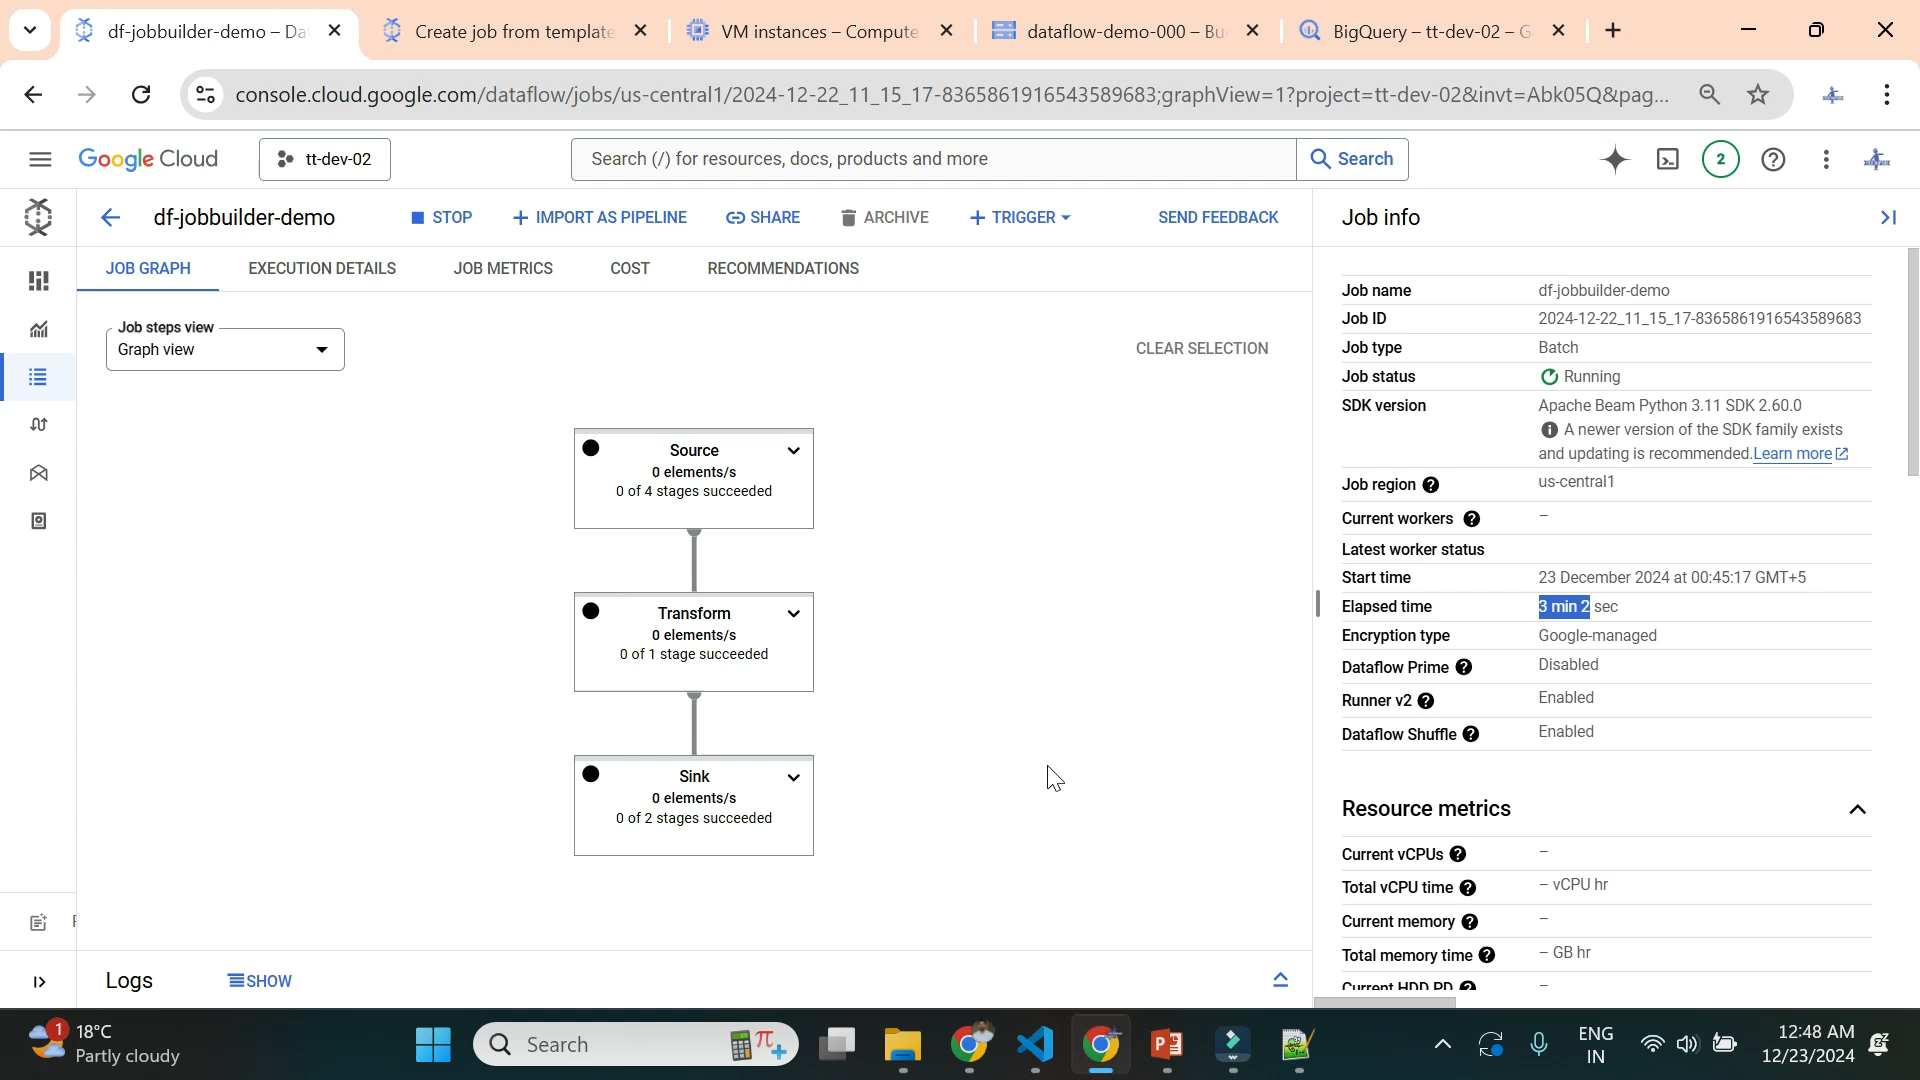 df-jobbuilder-demo – Da
Create job from template
VM instances – Compute
dataflow-demo-000 – Bu
BigQuery – tt-dev-02 – G
console.cloud.google.com/dataflow/jobs/us-central1/2024-12-22_11_15_17-8365861916543589683;graphView=1?project=tt-dev-02&invt=Abk05Q&pag...
Google Cloud
tt-dev-02
Search (/) for resources, docs, products and more
Search
2
df-jobbuilder-demo
STOP
IMPORT AS PIPELINE
SHARE
ARCHIVE
TRIGGER
SEND FEEDBACK
JOB GRAPH
EXECUTION DETAILS
JOB METRICS
COST
RECOMMENDATIONS
Job steps view
Graph view
CLEAR SELECTION
Source
0 elements/s
0 of 4 stages succeeded
Transform
0 elements/s
0 of 1 stage succeeded
Sink
0 elements/s
0 of 2 stages succeeded
Logs
SHOW
Job info
Job name df-jobbuilder-demo
Job ID 2024-12-22_11_15_17-8365861916543589683
Job type Batch
Job status Running
SDK version Apache Beam Python 3.11 SDK 2.60.0
A newer version of the SDK family exists
and updating is recommended. Learn more
Job region us-central1
Current workers –
Latest worker status
Start time 23 December 2024 at 00:45:17 GMT+5
Elapsed time 3 min 2 sec
Encryption type Google-managed
Dataflow Prime Disabled
Runner v2 Enabled
Dataflow Shuffle Enabled
Resource metrics
Current vCPUs –
Total vCPU time – vCPU hr
Current memory –
Total memory time – GB hr
Current HDD PD –
1
18°C
Partly cloudy
Search
ENG
IN
12:48 AM
12/23/2024